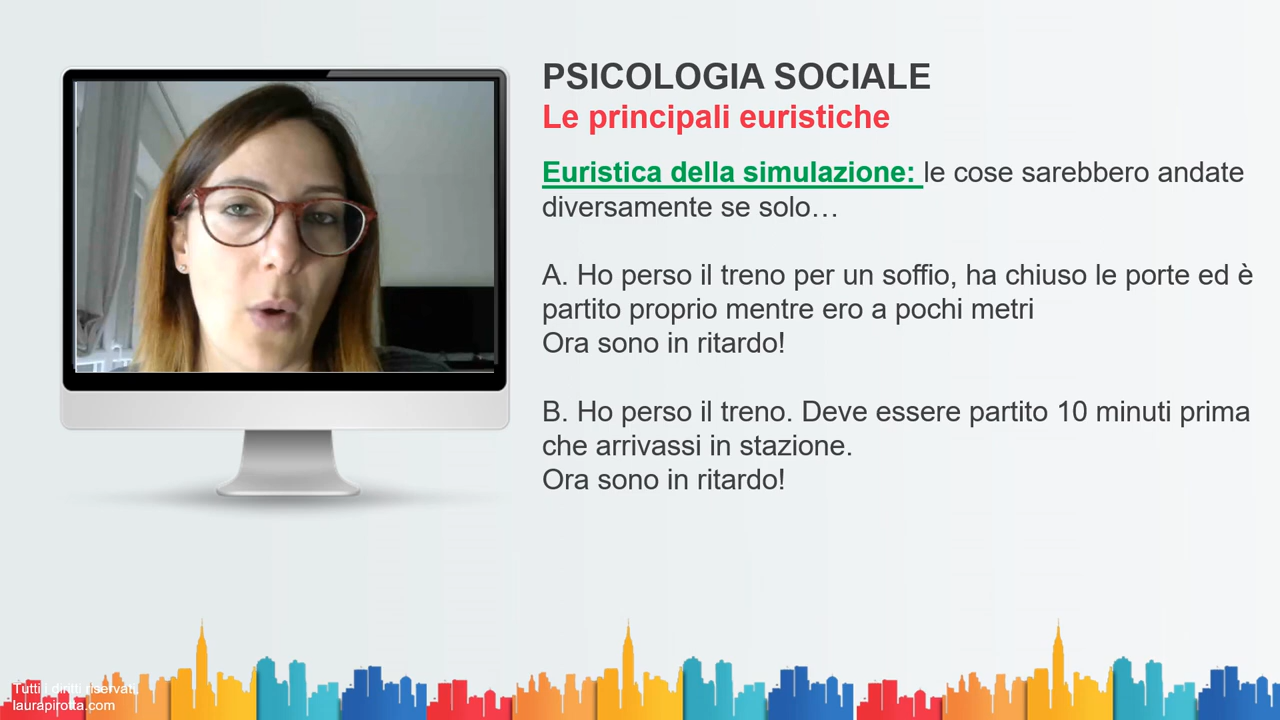 PSICOLOGIA SOCIALE
Le principali euristiche
Euristica della simulazione: le cose sarebbero andate
diversamente se solo…
A. Ho perso il treno per un soffio, ha chiuso le porte ed è
partito proprio mentre ero a pochi metri
Ora sono in ritardo!
B. Ho perso il treno. Deve essere partito 10 minuti prima
che arrivassi in stazione.
Ora sono in ritardo!
Tutti i diritti riservati
laurapirotta.com